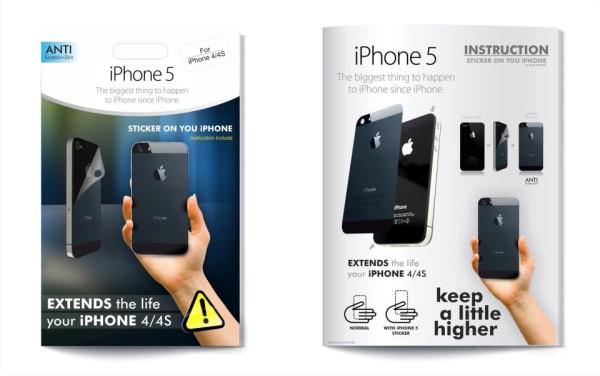 ANTI
Scratch+Dirt
For
iPhone 4/4S
iPhone 5
The biggest thing to happen
to iPhone since iPhone.
STICKER ON YOU iPHONE
Instruction include
iPhone
EXTENDS the life
your iPHONE 4/4S
iPhone 5
INSTRUCTION
STICKER ON YOU iPHONE
The biggest thing to happen
to iPhone since iPhone.
iPhone
iPhone
ANTI
iPhone
EXTENDS the life
your iPHONE 4/4S
NORMAL
WITH iPHONE 5
STICKER
keep
a little
higher